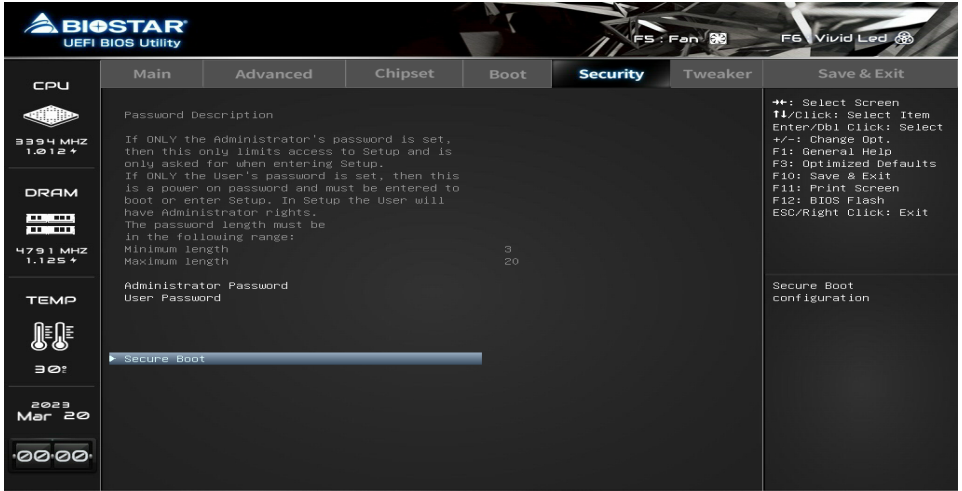 BIOSTAR®
UEFI BIOS Utility
F5 : Fan
F6 Vivid Led
Main Advanced Chipset Boot Security Tweaker Save & Exit
CPU
3394 MHZ
1.012
DRAM
4791 MHZ
1.125
TEMP
30°
2023
Mar 20
00:00
Password Description
If ONLY the Administrator's password is set,
then this only limits access to Setup and is
only asked for when entering Setup.
If ONLY the User's password is set, then this
is a power on password and must be entered to
boot or enter Setup. In Setup the User will
have Administrator rights.
The password length must be
in the following range:
Minimum length 3
Maximum length 20
Administrator Password
User Password
Secure Boot
→←: Select Screen
↑↓/Click: Select Item
Enter/Dbl Click: Select
+/-: Change Opt.
F1: General Help
F3: Optimized Defaults
F10: Save & Exit
F11: Print Screen
F12: BIOS Flash
ESC/Right Click: Exit
Secure Boot
configuration